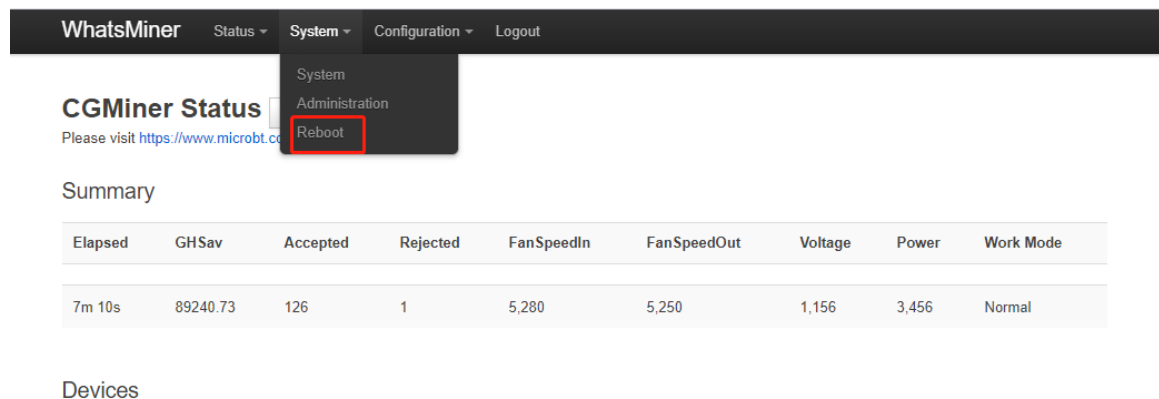 WhatsMiner Status System Configuration Logout
System
Administration
Reboot
CGMiner Status
Please visit https://www.microbt.co
Summary
Elapsed GHSav Accepted Rejected FanSpeedIn FanSpeedOut Voltage Power Work Mode
7m 10s 89240.73 126 1 5,280 5,250 1,156 3,456 Normal
Devices